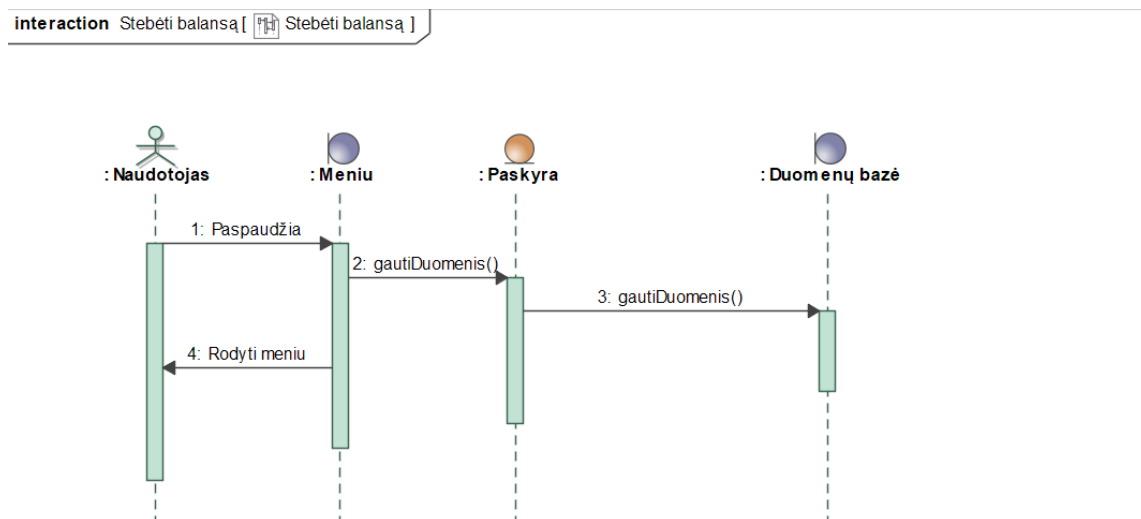 interaction Stebėti balansą [ Stebėti balansą ]
: Naudotojas
: Meniu
: Paskyra
: Duomenų bazė
1: Paspaudžia
2: gautiDuomenis()
3: gautiDuomenis()
4: Rodyti meniu